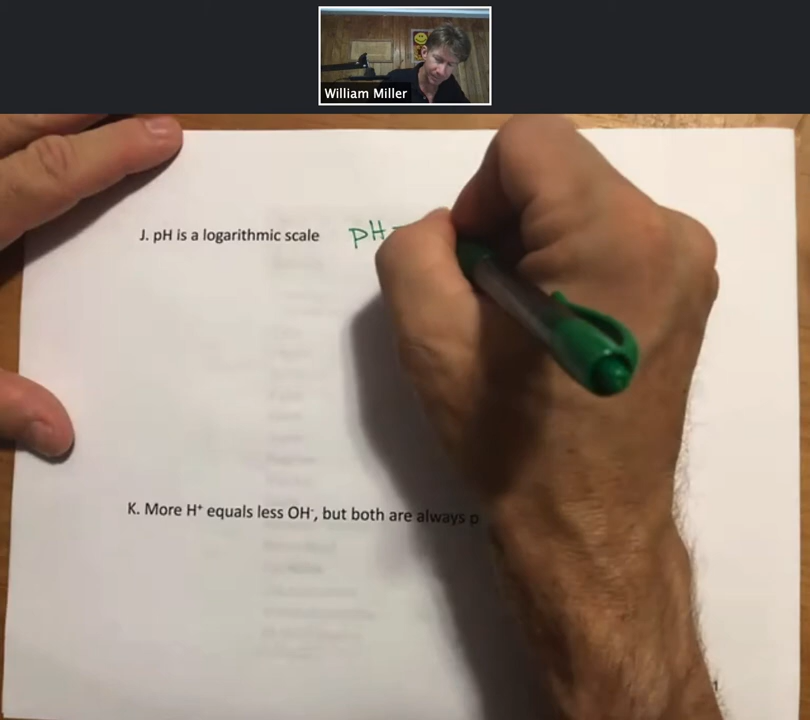 William Miller
J. pH is a logarithmic scale pH
K. More H⁺ equals less OH⁻, but both are always